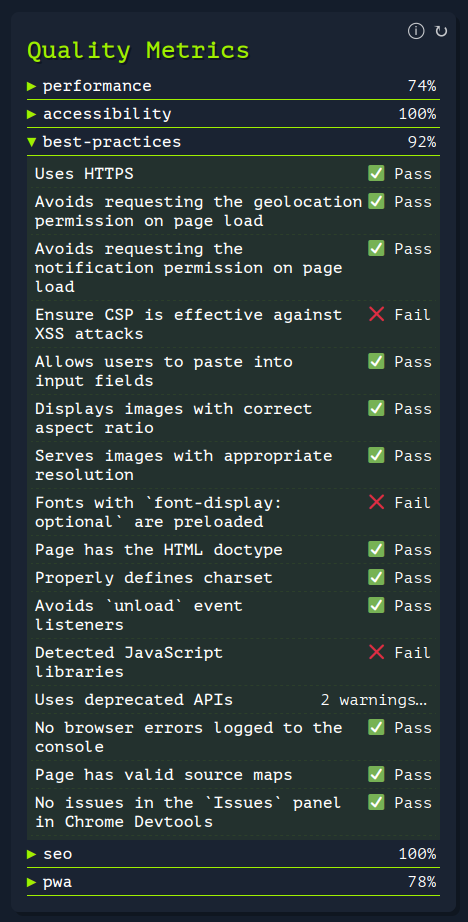 Quality Metrics
performance 74%
accessibility 100%
best-practices 92%
Uses HTTPS ✅ Pass
Avoids requesting the geolocation ✅ Pass
permission on page load
Avoids requesting the ✅ Pass
notification permission on page
load
Ensure CSP is effective against ❌ Fail
XSS attacks
Allows users to paste into ✅ Pass
input fields
Displays images with correct ✅ Pass
aspect ratio
Serves images with appropriate ✅ Pass
resolution
Fonts with `font-display: ❌ Fail
optional` are preloaded
Page has the HTML doctype ✅ Pass
Properly defines charset ✅ Pass
Avoids `unload` event ✅ Pass
listeners
Detected JavaScript ❌ Fail
libraries
Uses deprecated APIs 2 warnings…
No browser errors logged to the ✅ Pass
console
Page has valid source maps ✅ Pass
No issues in the `Issues` panel ✅ Pass
in Chrome Devtools
seo 100%
pwa 78%